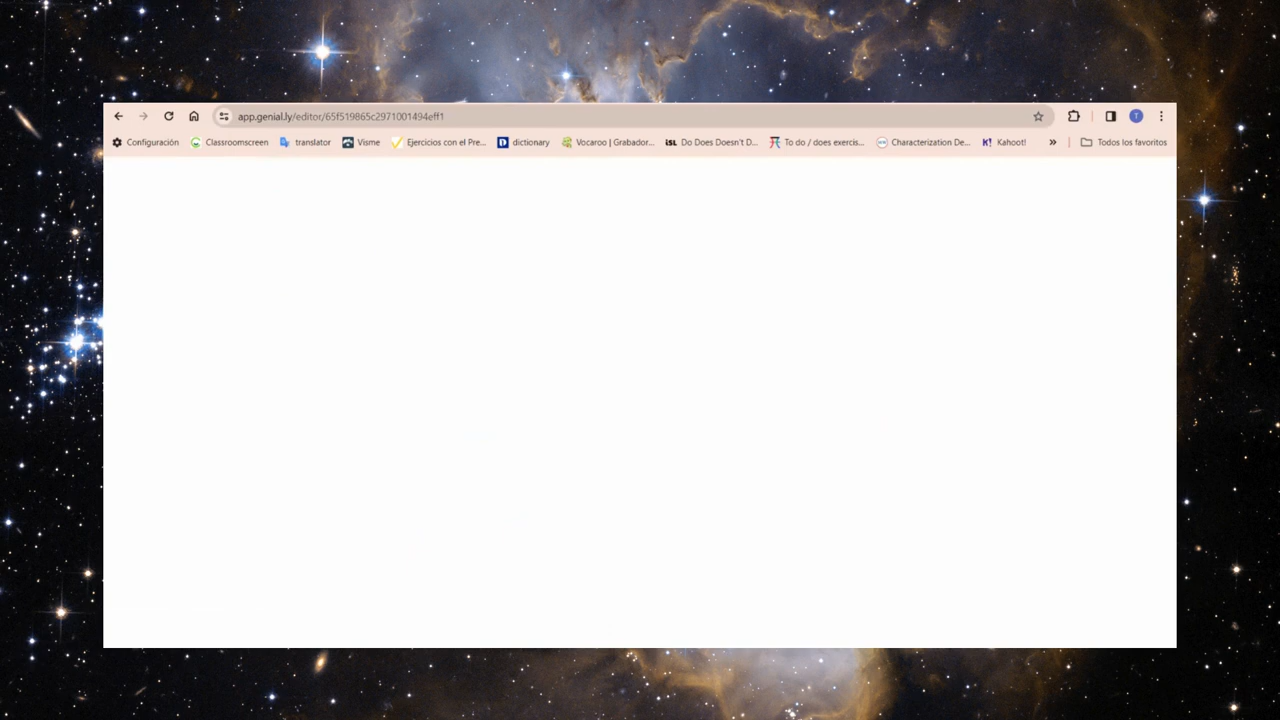 app.genial.ly/editor/65f519865c2971001494eff1
Configuración Classroomscreen translator Visme Ejercicios con el Pre... dictionary Vocaroo | Grabador... iSL Do Does Doesn't D... To do / does exercis... Characterization De... K! Kahoot! » Todos los favoritos